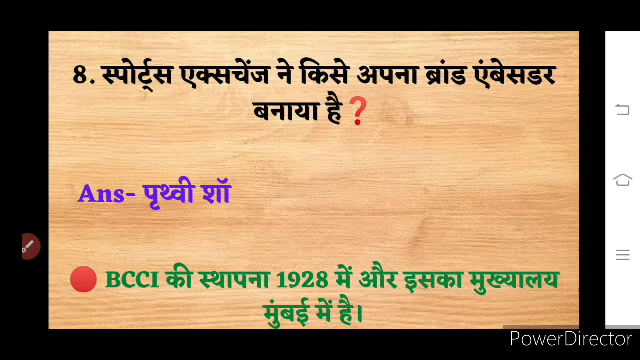 8. स्पोर्ट्स एक्सचेंज ने किसे अपना ब्रांड एंबेसडर
बनाया है❓
Ans- पृथ्वी शॉ
🔴 BCCI की स्थापना 1928 में और इसका मुख्यालय
मुंबई में है।
PowerDirector